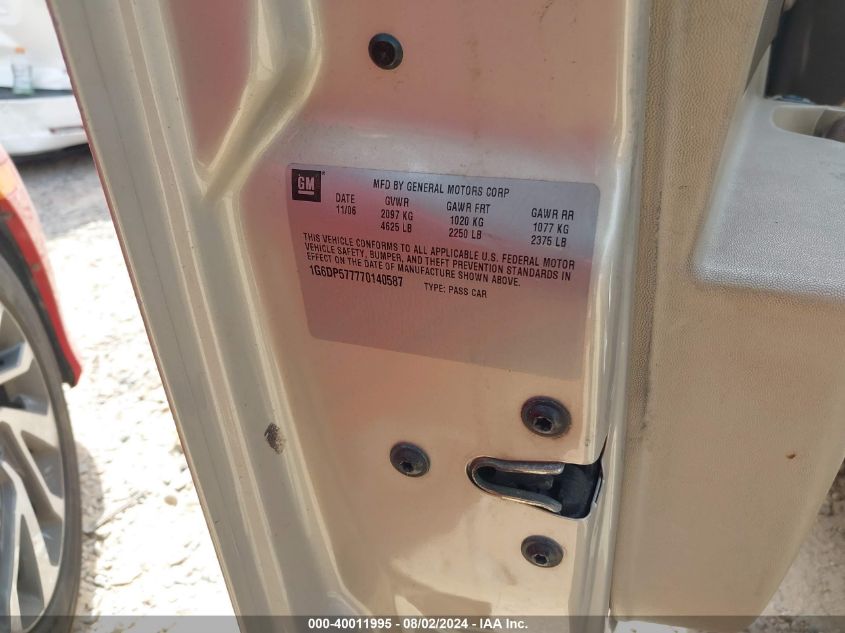 GM
MFD BY GENERAL MOTORS CORP
DATE GVWR GAWR FRT GAWR RR
11/06 2097 KG 1020 KG 1077 KG
4625 LB 2250 LB 2375 LB
THIS VEHICLE CONFORMS TO ALL APPLICABLE U.S. FEDERAL MOTOR
VEHICLE SAFETY, BUMPER, AND THEFT PREVENTION STANDARDS IN
EFFECT ON THE DATE OF MANUFACTURE SHOWN ABOVE.
1G6DP577770140587 TYPE: PASS CAR
000-40011995 - 08/02/2024 - IAA Inc.